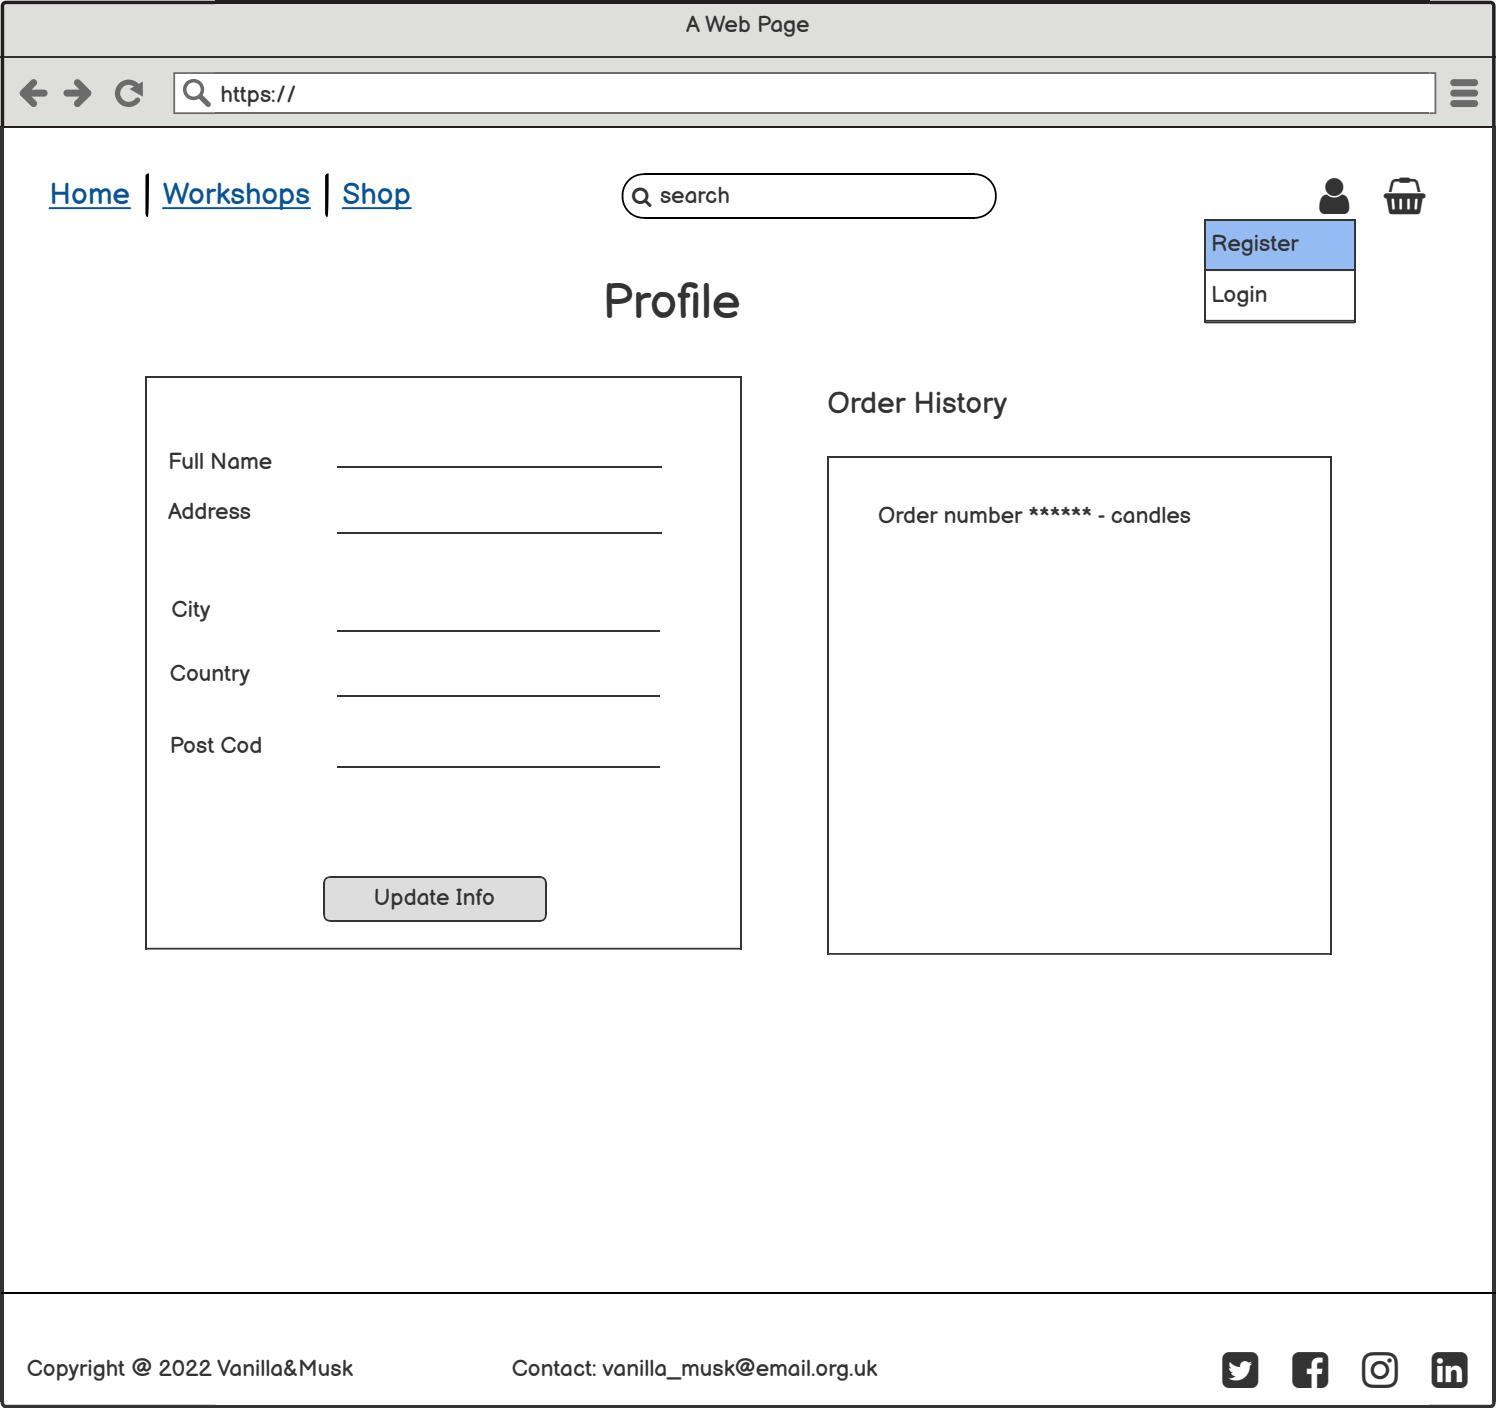 A Web Page
https://
Home
Workshops
Shop
search
Register
Login
Profile
Order History
Full Name
Address
City
Country
Post Cod
Update Info
Order number ****** - candles
Copyright @ 2022 Vanilla&Musk
Contact: vanilla_musk@email.org.uk